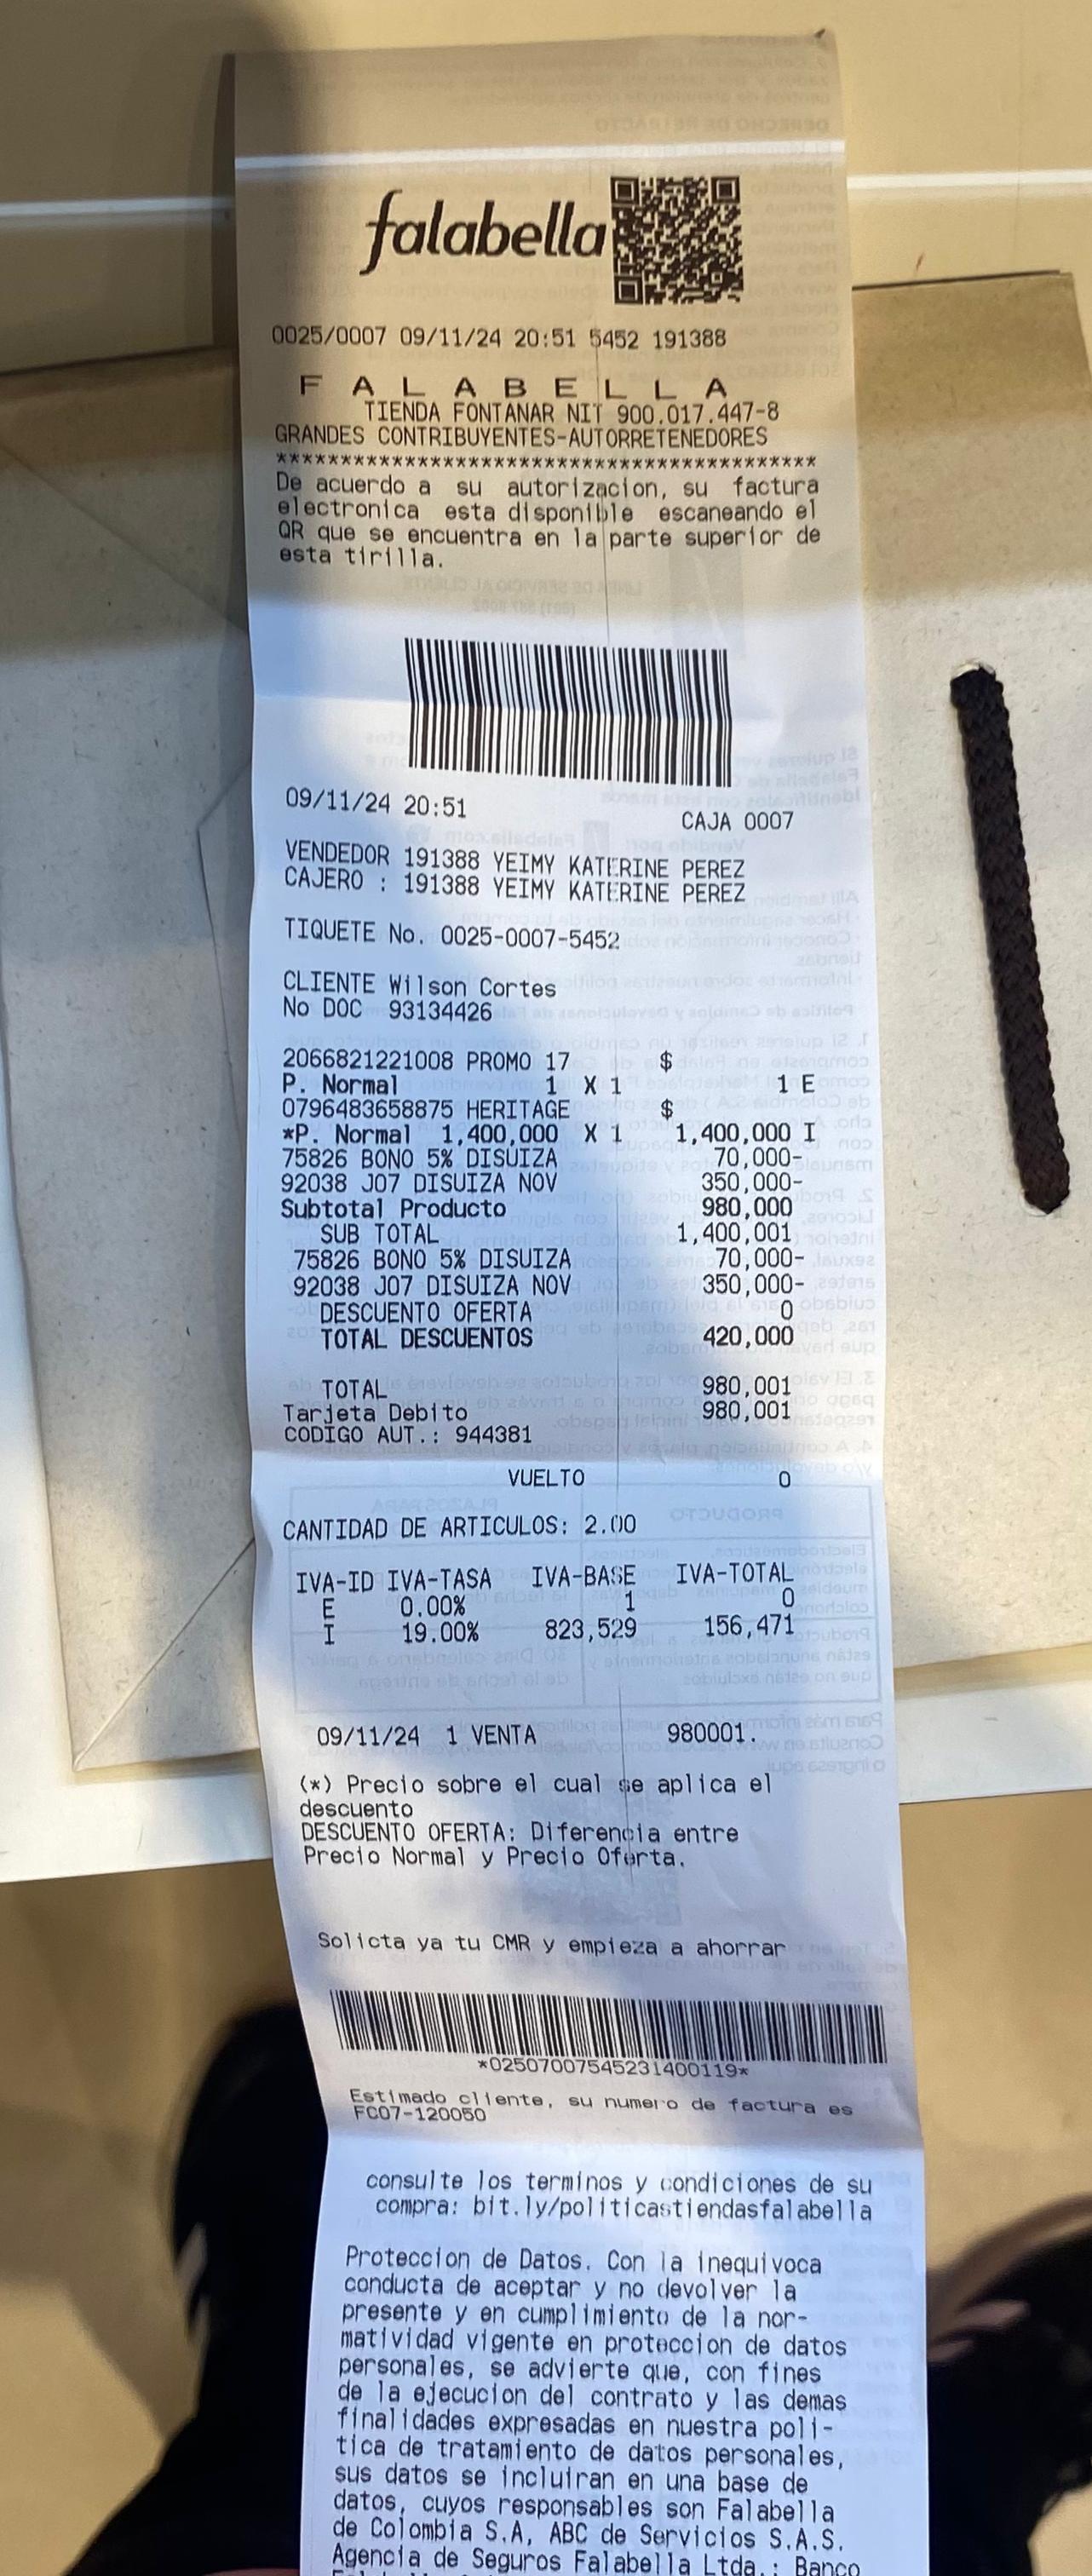 falabella
0025/0007 09/11/24 20:51 5452 191388
F A L A B E L L A
TIENDA FONTANAR NIT 900.017.447-8
GRANDES CONTRIBUYENTES-AUTORRETENEDORES
******************************************
De acuerdo a su autorizacion, su factura
electronica esta disponible escaneando el
QR que se encuentra en la parte superior de
esta tirilla.
09/11/24 20:51 CAJA 0007
VENDEDOR 191388 YEIMY KATERINE PEREZ
CAJERO : 191388 YEIMY KATERINE PEREZ
TIQUETE No. 0025-0007-5452
CLIENTE Wilson Cortes
No DOC 93134426
2066821221008 PROMO 17 $
P. Normal 1 X 1 1 E
0796483658875 HERITAGE $
*P. Normal 1,400,000 X 1 1,400,000 I
75826 BONO 5% DISUIZA 70,000-
92038 J07 DISUIZA NOV 350,000-
Subtotal Producto 980,000
SUB TOTAL 1,400,001
75826 BONO 5% DISUIZA 70,000-
92038 J07 DISUIZA NOV 350,000-
DESCUENTO OFERTA 0
TOTAL DESCUENTOS 420,000
TOTAL 980,001
Tarjeta Debito 980,001
CODIGO AUT.: 944381
VUELTO 0
CANTIDAD DE ARTICULOS: 2.00
IVA-ID IVA-TASA IVA-BASE IVA-TOTAL
E 0.00% 1 0
I 19.00% 823,529 156,471
09/11/24 1 VENTA 980001.
(*) Precio sobre el cual se aplica el
descuento
DESCUENTO OFERTA: Diferencia entre
Precio Normal y Precio Oferta.
Solicta ya tu CMR y empieza a ahorrar
*02507007545231400119*
Estimado cliente, su numero de factura es
FC07-120050
consulte los terminos y condiciones de su
compra: bit.ly/politicastiendasfalabella
Proteccion de Datos. Con la inequivoca
conducta de aceptar y no devolver la
presente y en cumplimiento de la nor-
matividad vigente en proteccion de datos
personales, se advierte que, con fines
de la ejecucion del contrato y las demas
finalidades expresadas en nuestra poli-
tica de tratamiento de datos personales,
sus datos se incluiran en una base de
datos, cuyos responsables son Falabella
de Colombia S.A, ABC de Servicios S.A.S.
Agencia de Seguros Falabella Ltda.: Banco